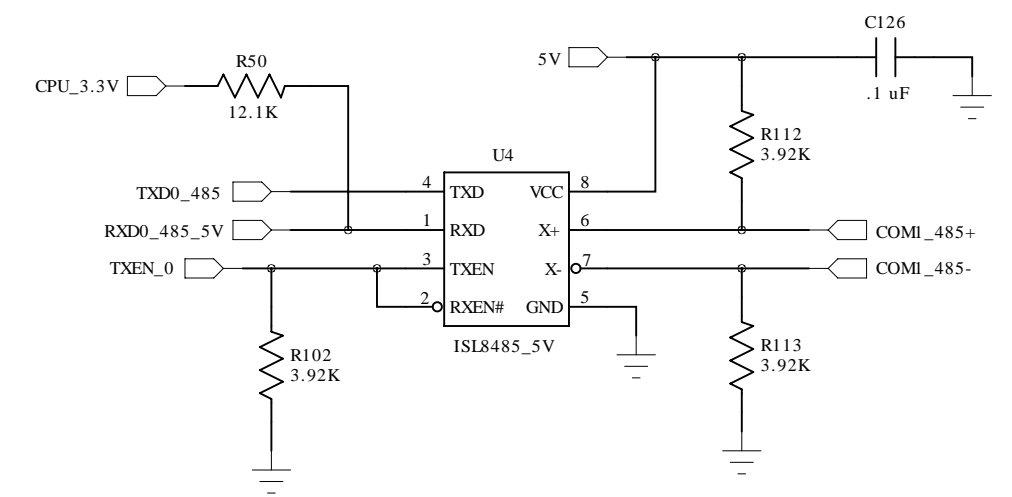 C126
.1 uF
5V
R50
12.1K
CPU_3.3V
R112
3.92K
U4
TXD0_485
4
TXD
VCC
8
RXD0_485_5V
1
RXD
X+
6
COM1_485+
TXEN_0
3
TXEN
X-
7
COM1_485-
2
RXEN#
GND
5
ISL8485_5V
R102
3.92K
R113
3.92K